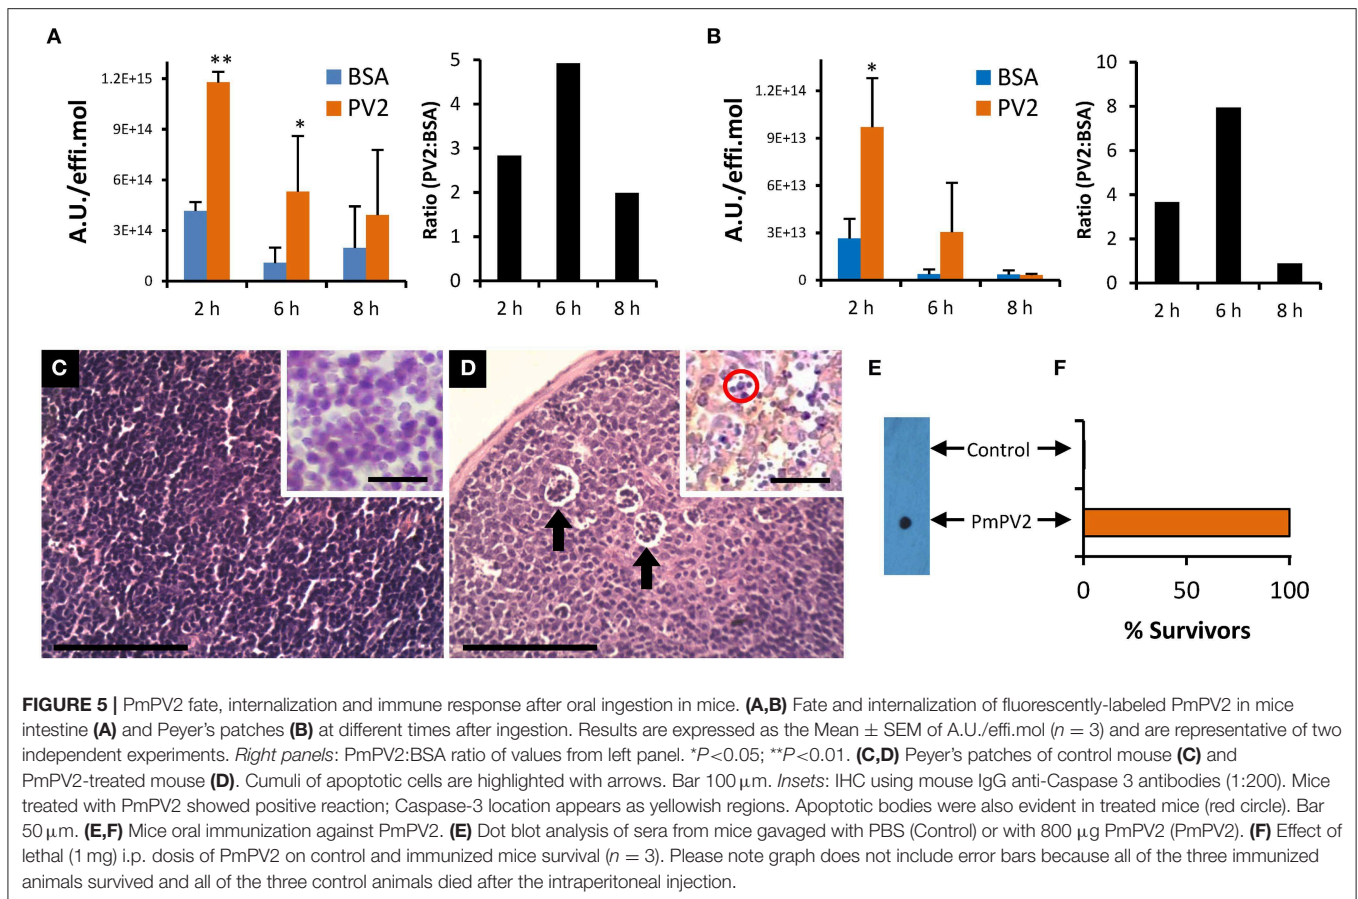 A
A.U./effi.mol
1.2E+15
9E+14
6E+14
3E+14
0
**
*
BSA
PV2
2 h
6 h
8 h
Ratio (PV2:BSA)
5
4
3
2
1
0
2 h
6 h
8 h
B
A.U./effi.mol
1.2E+14
9E+13
6E+13
3E+13
0
*
BSA
PV2
2 h
6 h
8 h
Ratio (PV2:BSA)
10
8
6
4
2
0
2 h
6 h
8 h
C
D
E
F
Control
PmPV2
0
50
100
% Survivors
FIGURE 5 | PmPV2 fate, internalization and immune response after oral ingestion in mice. (A,B) Fate and internalization of fluorescently-labeled PmPV2 in mice
intestine (A) and Peyer's patches (B) at different times after ingestion. Results are expressed as the Mean ± SEM of A.U./effi.mol (n = 3) and are representative of two
independent experiments. Right panels: PmPV2:BSA ratio of values from left panel. *P<0.05; **P<0.01. (C,D) Peyer's patches of control mouse (C) and
PmPV2-treated mouse (D). Cumuli of apoptotic cells are highlighted with arrows. Bar 100 μm. Insets: IHC using mouse IgG anti-Caspase 3 antibodies (1:200). Mice
treated with PmPV2 showed positive reaction; Caspase-3 location appears as yellowish regions. Apoptotic bodies were also evident in treated mice (red circle). Bar
50 μm. (E,F) Mice oral immunization against PmPV2. (E) Dot blot analysis of sera from mice gavaged with PBS (Control) or with 800 μg PmPV2 (PmPV2). (F) Effect of
lethal (1 mg) i.p. dosis of PmPV2 on control and immunized mice survival (n = 3). Please note graph does not include error bars because all of the three immunized
animals survived and all of the three control animals died after the intraperitoneal injection.